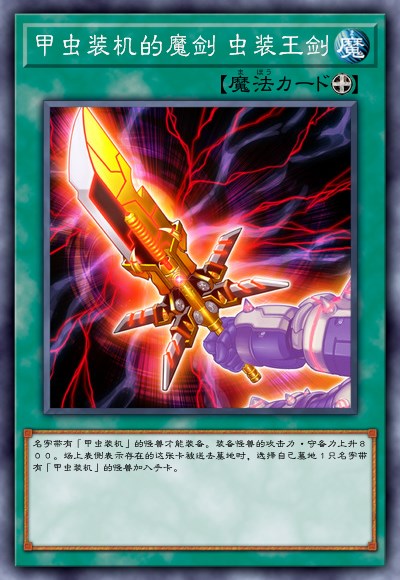 甲虫装机的魔剑 虫装王剑 魔
【魔法カード】
まほう
名字带有「甲虫装机」的怪兽才能装备。装备怪兽的攻击力·守备力上升8
00。场上表侧表示存在的这张卡被送去墓地时，选择自己墓地1只名字带
有「甲虫装机」的怪兽加入手卡。